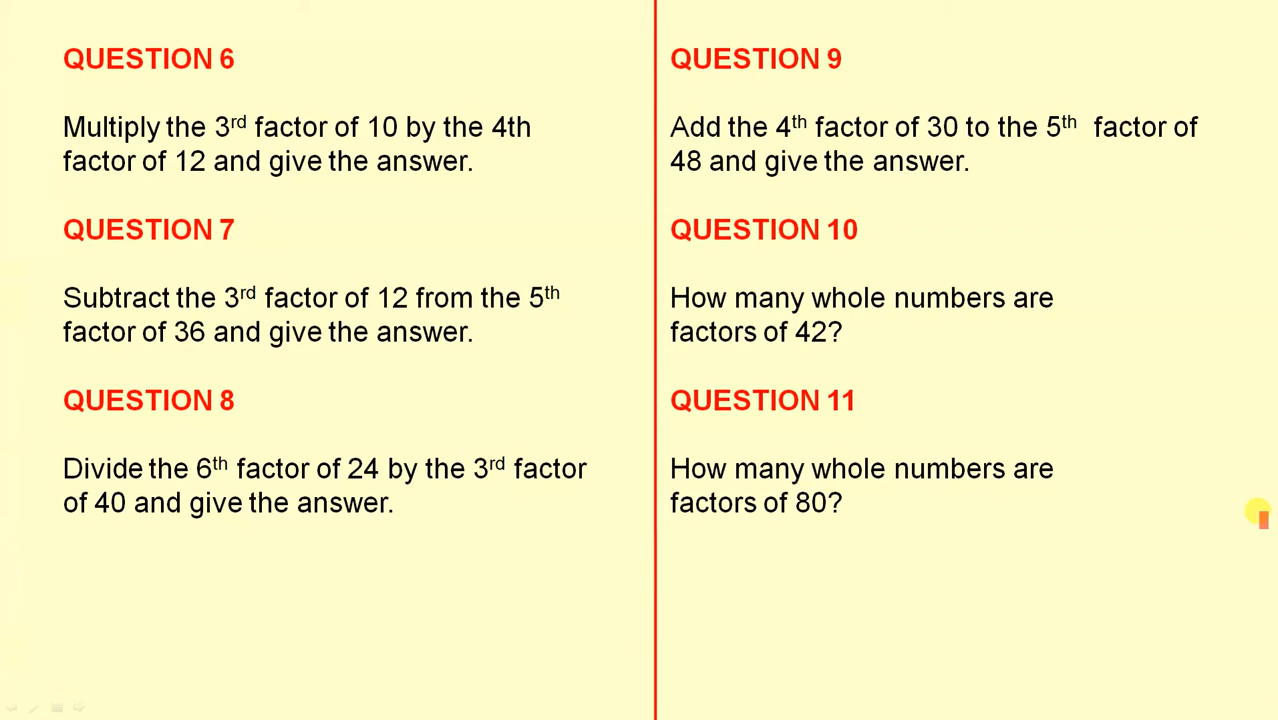 QUESTION 6
Multiply the 3rd factor of 10 by the 4th
factor of 12 and give the answer.
QUESTION 7
Subtract the 3rd factor of 12 from the 5th
factor of 36 and give the answer.
QUESTION 8
Divide the 6th factor of 24 by the 3rd factor
of 40 and give the answer.
QUESTION 9
Add the 4th factor of 30 to the 5th factor of
48 and give the answer.
QUESTION 10
How many whole numbers are
factors of 42?
QUESTION 11
How many whole numbers are
factors of 80?